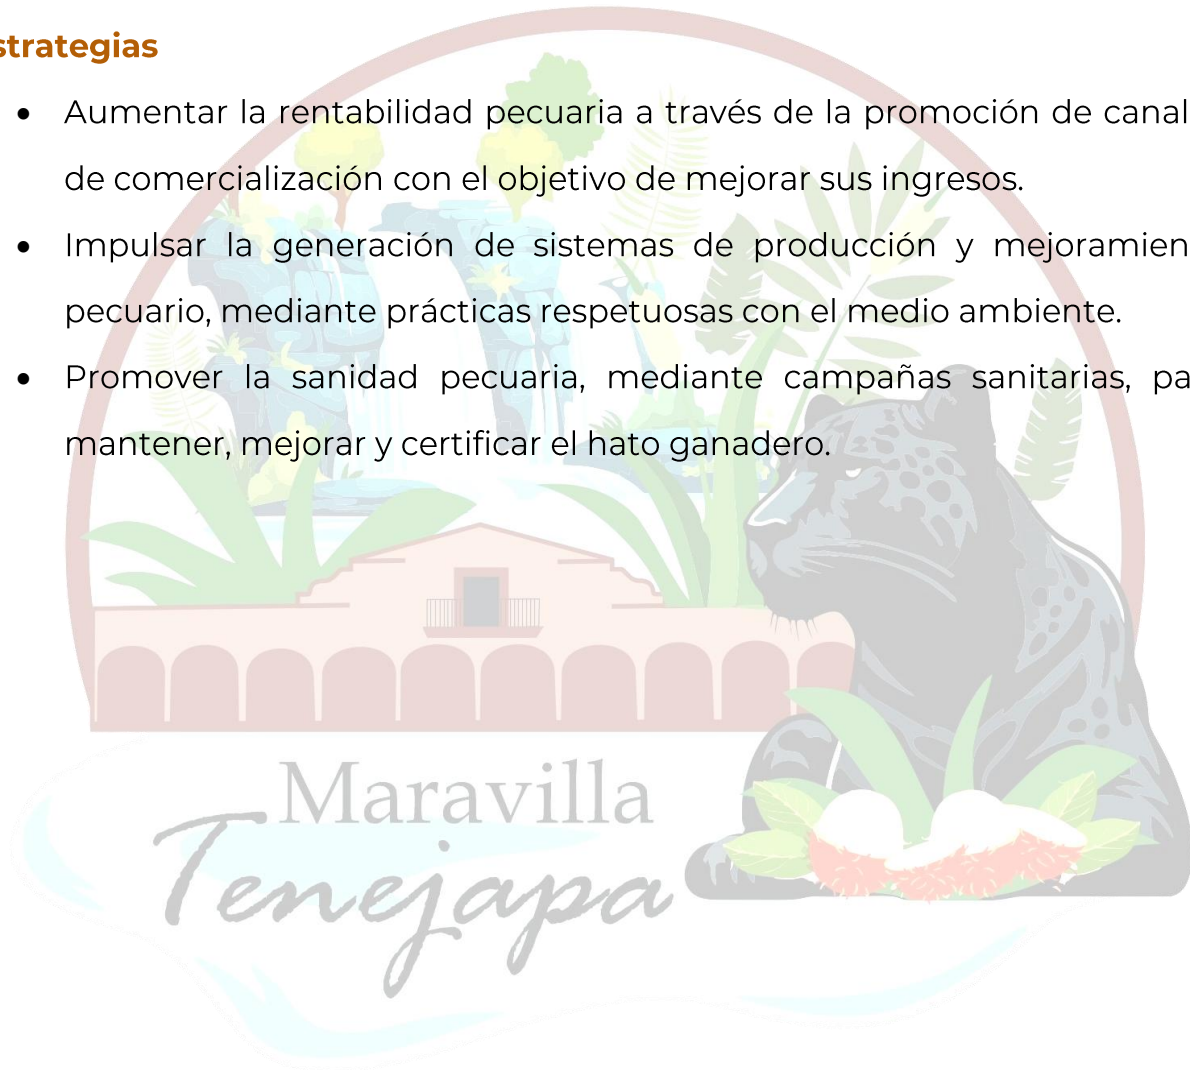 strategias
• Aumentar la rentabilidad pecuaria a través de la promoción de canal
de comercialización con el objetivo de mejorar sus ingresos.
• Impulsar la generación de sistemas de producción y mejoramien
pecuario, mediante prácticas respetuosas con el medio ambiente.
• Promover la sanidad pecuaria, mediante campañas sanitarias, pa
mantener, mejorar y certificar el hato ganadero.
Maravilla
Tenejapa